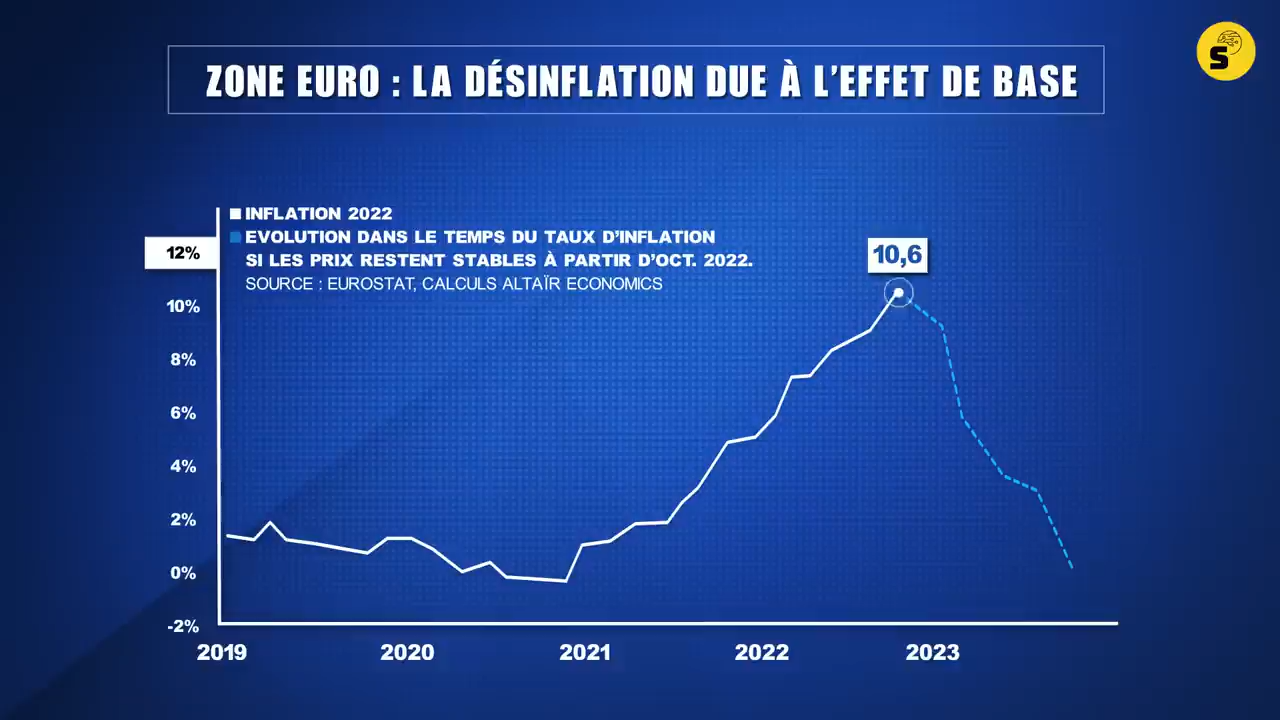 ZONE EURO : LA DÉSINFLATION DUE À L'EFFET DE BASE
S
INFLATION 2022
EVOLUTION DANS LE TEMPS DU TAUX D'INFLATION
SI LES PRIX RESTENT STABLES À PARTIR D'OCT. 2022.
SOURCE : EUROSTAT, CALCULS ALTAÏR ECONOMICS
10,6
12%
10%
8%
6%
4%
2%
0%
-2%
2019 2020 2021 2022 2023